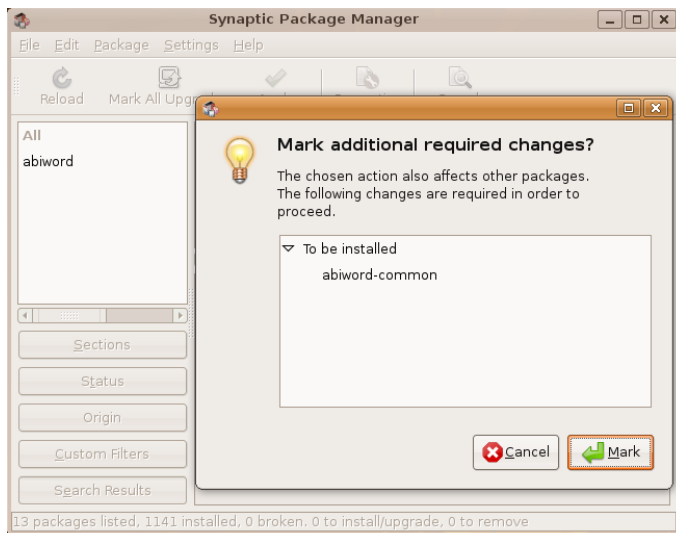 Synaptic Package Manager
File Edit Package Settings Help
Reload Mark All Upg
All
abiword
Mark additional required changes?
The chosen action also affects other packages.
The following changes are required in order to
proceed.
To be installed
abiword-common
Cancel Mark
Sections
Status
Origin
Custom Filters
Search Results
13 packages listed, 1141 installed, 0 broken. 0 to install/upgrade, 0 to remove